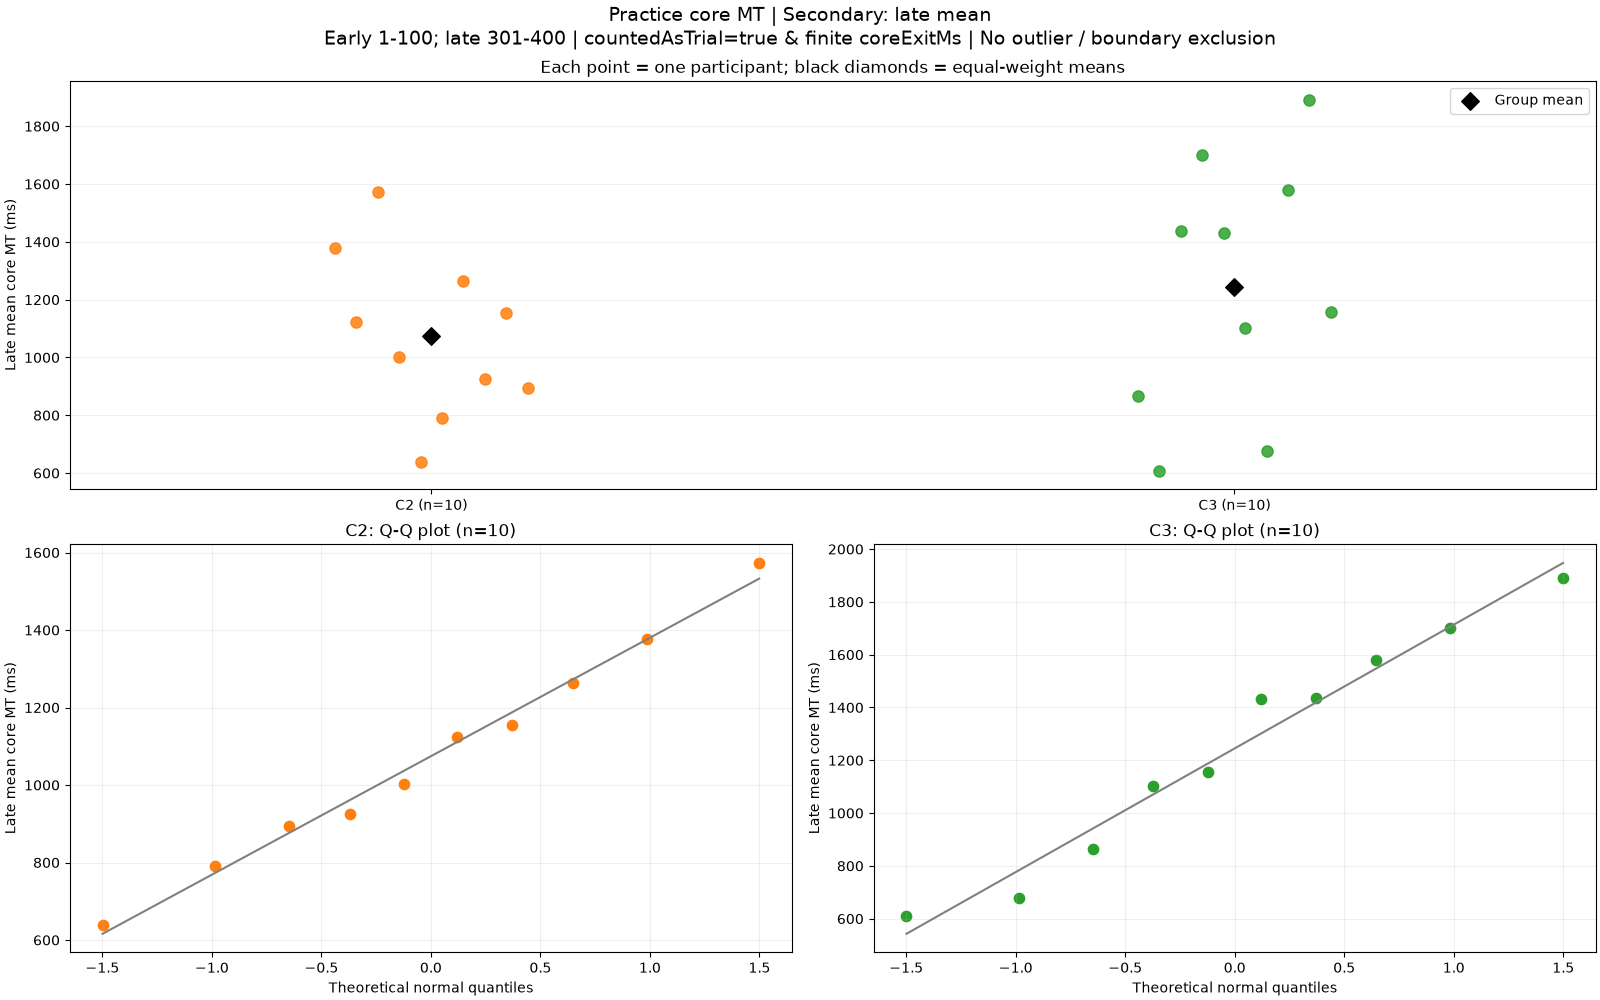 Practice core MT | Secondary: late mean
Early 1-100; late 301-400 | countedAsTrial=true & finite coreExitMs | No outlier / boundary exclusion
Each point = one participant; black diamonds = equal-weight means
Group mean
Late mean core MT (ms)
1800
1600
1400
1200
1000
800
600
C2 (n=10)
C3 (n=10)
C2: Q-Q plot (n=10)
Late mean core MT (ms)
1600
1400
1200
1000
800
600
−1.5
−1.0
−0.5
0.0
0.5
1.0
1.5
Theoretical normal quantiles
C3: Q-Q plot (n=10)
Late mean core MT (ms)
2000
1800
1600
1400
1200
1000
800
600
−1.5
−1.0
−0.5
0.0
0.5
1.0
1.5
Theoretical normal quantiles